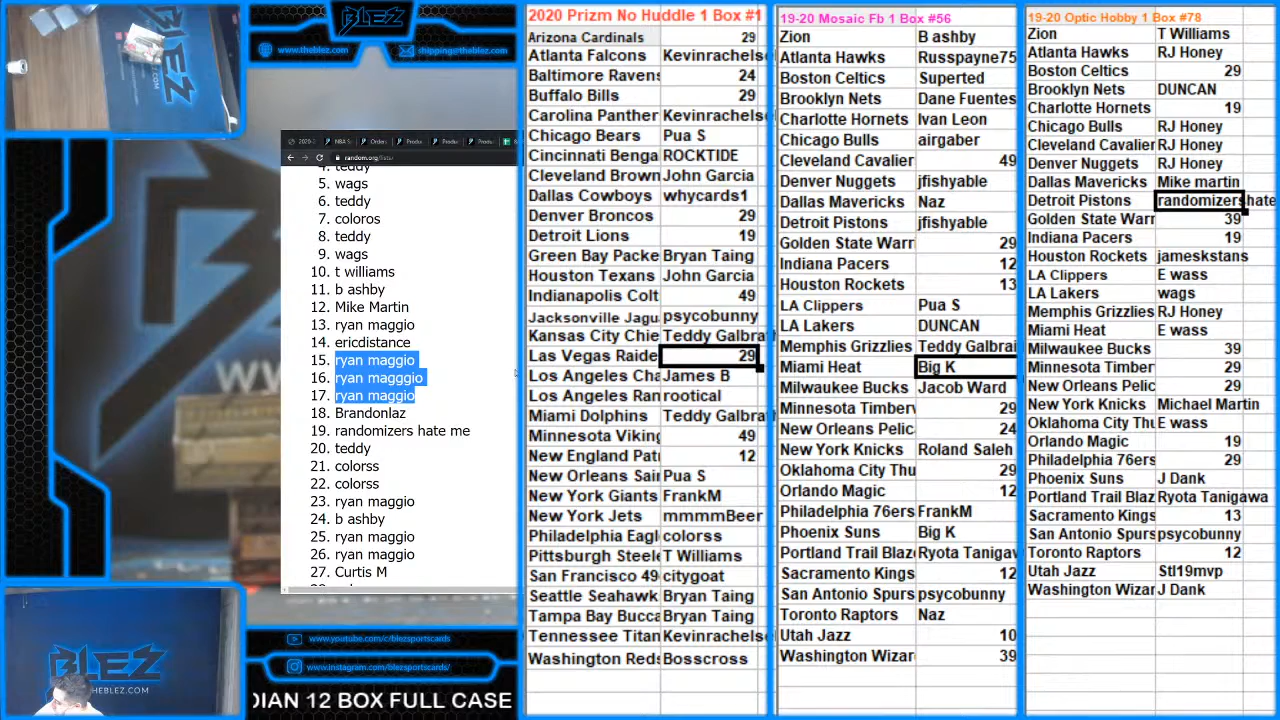 BLEZ
www.theblez.com
shipping@theblez.com
random.org/lists/
4. teddy
5. wags
6. teddy
7. coloros
8. teddy
9. wags
10. t williams
11. b ashby
12. Mike Martin
13. ryan maggio
14. ericdistance
15. ryan maggio
16. ryan magggio
17. ryan maggio
18. Brandonlaz
19. randomizers hate me
20. teddy
21. colorss
22. colorss
23. ryan maggio
24. b ashby
25. ryan maggio
26. ryan maggio
27. Curtis M
www.youtube.com/c/blezsportscards
www.instagram.com/blezsportscards/
DIAN 12 BOX FULL CASE
BLEZ
THEBLEZ.COM
2020 Prizm No Huddle 1 Box #1
Arizona Cardinals 29
Atlanta Falcons Kevinrachelse
Baltimore Ravens 24
Buffalo Bills 29
Carolina Panther Kevinrachelse
Chicago Bears Pua S
Cincinnati Benga ROCKTIDE
Cleveland Brown John Garcia
Dallas Cowboys whycards1
Denver Broncos 29
Detroit Lions 19
Green Bay Packe Bryan Taing
Houston Texans John Garcia
Indianapolis Colt 49
Jacksonville Jagu psycobunny
Kansas City Chie Teddy Galbrat
Las Vegas Raide 29
Los Angeles Cha James B
Los Angeles Ran rootical
Miami Dolphins Teddy Galbrat
Minnesota Viking 49
New England Pat 12
New Orleans Sai Pua S
New York Giants FrankM
New York Jets mmmmBeer
Philadelphia Eagl colorss
Pittsburgh Steele T Williams
San Francisco 49 citygoat
Seattle Seahawk Bryan Taing
Tampa Bay Bucca Bryan Taing
Tennessee Titan Kevinrachelse
Washington Reds Bosscross
19-20 Mosaic Fb 1 Box #56
Zion B ashby
Atlanta Hawks Russpayne75
Boston Celtics Superted
Brooklyn Nets Dane Fuentes
Charlotte Hornets Ivan Leon
Chicago Bulls airgaber
Cleveland Cavalier 49
Denver Nuggets jfishyable
Dallas Mavericks Naz
Detroit Pistons jfishyable
Golden State Warri 29
Indiana Pacers 12
Houston Rockets 13
LA Clippers Pua S
LA Lakers DUNCAN
Memphis Grizzlies Teddy Galbrai
Miami Heat Big K
Milwaukee Bucks Jacob Ward
Minnesota Timberv 29
New Orleans Pelic 24
New York Knicks Roland Saleh
Oklahoma City Thu 29
Orlando Magic 12
Philadelphia 76ers FrankM
Phoenix Suns Big K
Portland Trail Blaz Ryota Tanigaw
Sacramento Kings 12
San Antonio Spurs psycobunny
Toronto Raptors Naz
Utah Jazz 10
Washington Wizar 39
19-20 Optic Hobby 1 Box #78
Zion T Williams
Atlanta Hawks RJ Honey
Boston Celtics 29
Brooklyn Nets DUNCAN
Charlotte Hornets 19
Chicago Bulls RJ Honey
Cleveland Cavalier RJ Honey
Denver Nuggets RJ Honey
Dallas Mavericks Mike martin
Detroit Pistons randomizers hate
Golden State Warr 39
Indiana Pacers 19
Houston Rockets jameskstans
LA Clippers E wass
LA Lakers wags
Memphis Grizzlies RJ Honey
Miami Heat E wass
Milwaukee Bucks 39
Minnesota Timber 29
New Orleans Pelic 29
New York Knicks Michael Martin
Oklahoma City Thu E wass
Orlando Magic 19
Philadelphia 76ers 29
Phoenix Suns J Dank
Portland Trail Blaz Ryota Tanigawa
Sacramento Kings 13
San Antonio Spurs psycobunny
Toronto Raptors 12
Utah Jazz Stl19mvp
Washington Wizar J Dank